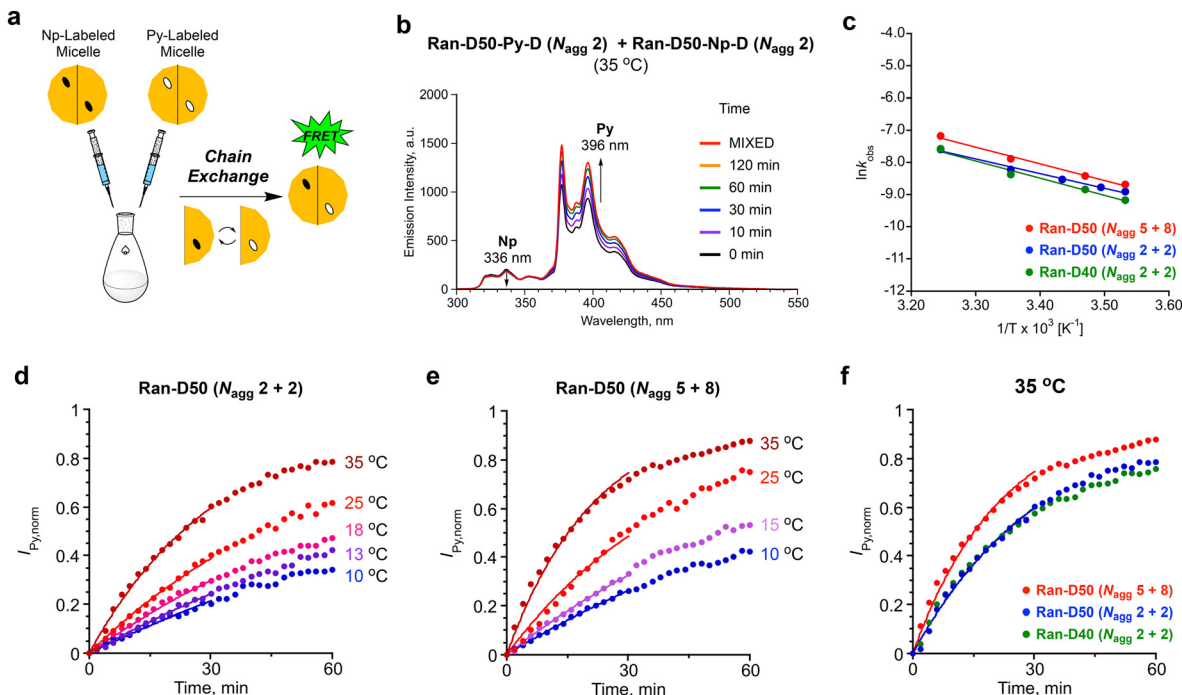 a
Np-Labeled
Micelle
Py-Labeled
Micelle
Chain
Exchange
FRET
b
Ran-D50-Py-D (Nagg 2) + Ran-D50-Np-D (Nagg 2)
(35 °C)
Emission Intensity, a.u.
2000
1500
1000
500
0
Np
336 nm
Py
396 nm
Time
MIXED
120 min
60 min
30 min
10 min
0 min
300
350
400
450
500
550
Wavelength, nm
c
lnkobs
-4.0
-5.0
-6.0
-7.0
-8.0
-9.0
-10
-11
-12
Ran-D50 (Nagg 5 + 8)
Ran-D50 (Nagg 2 + 2)
Ran-D40 (Nagg 2 + 2)
3.20
3.30
3.40
3.50
3.60
1/T x 10³ [K⁻¹]
d
Ran-D50 (Nagg 2 + 2)
IPy,norm
1
0.8
0.6
0.4
0.2
0
35 °C
25 °C
18 °C
13 °C
10 °C
0
30
60
Time, min
e
Ran-D50 (Nagg 5 + 8)
IPy,norm
1
0.8
0.6
0.4
0.2
0
35 °C
25 °C
15 °C
10 °C
0
30
60
Time, min
f
35 °C
IPy,norm
1
0.8
0.6
0.4
0.2
0
Ran-D50 (Nagg 5 + 8)
Ran-D50 (Nagg 2 + 2)
Ran-D40 (Nagg 2 + 2)
0
30
60
Time, min